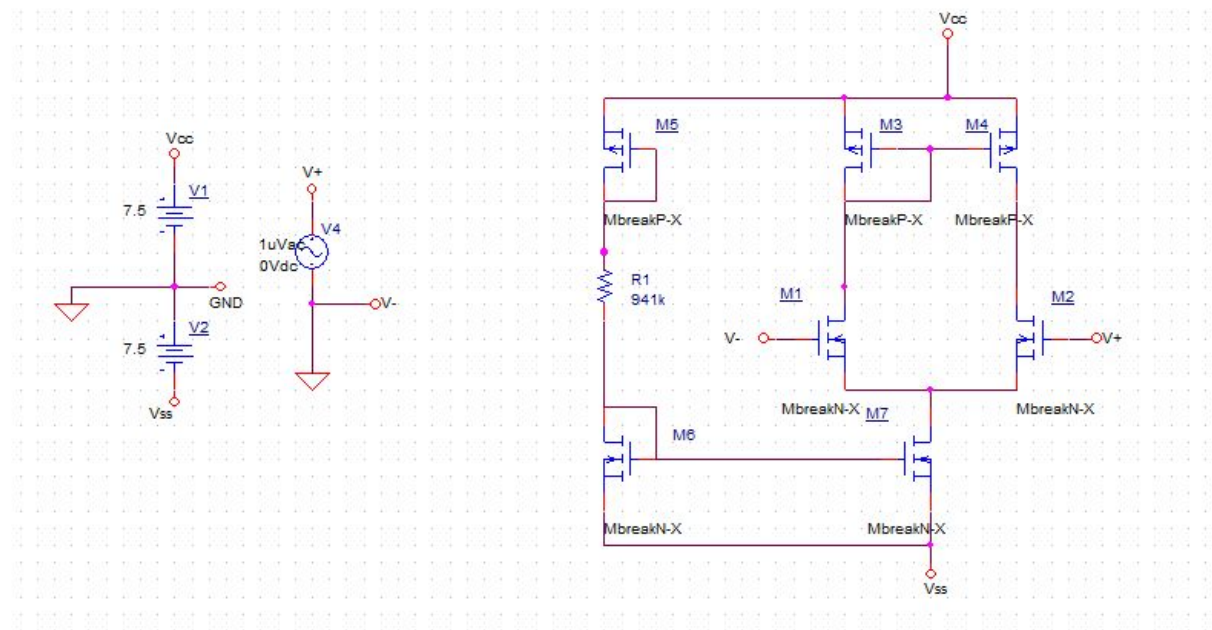 Vcc
V1
7.5
GND
V2
7.5
Vss
V+
V4
1uVac
0Vdc
V-
Vcc
M5
M3
M4
MbreakP-X
MbreakP-X
MbreakP-X
R1
941k
M1
M2
V-
V+
MbreakN-X
MbreakN-X
M7
M6
MbreakN-X
MbreakN-X
Vss